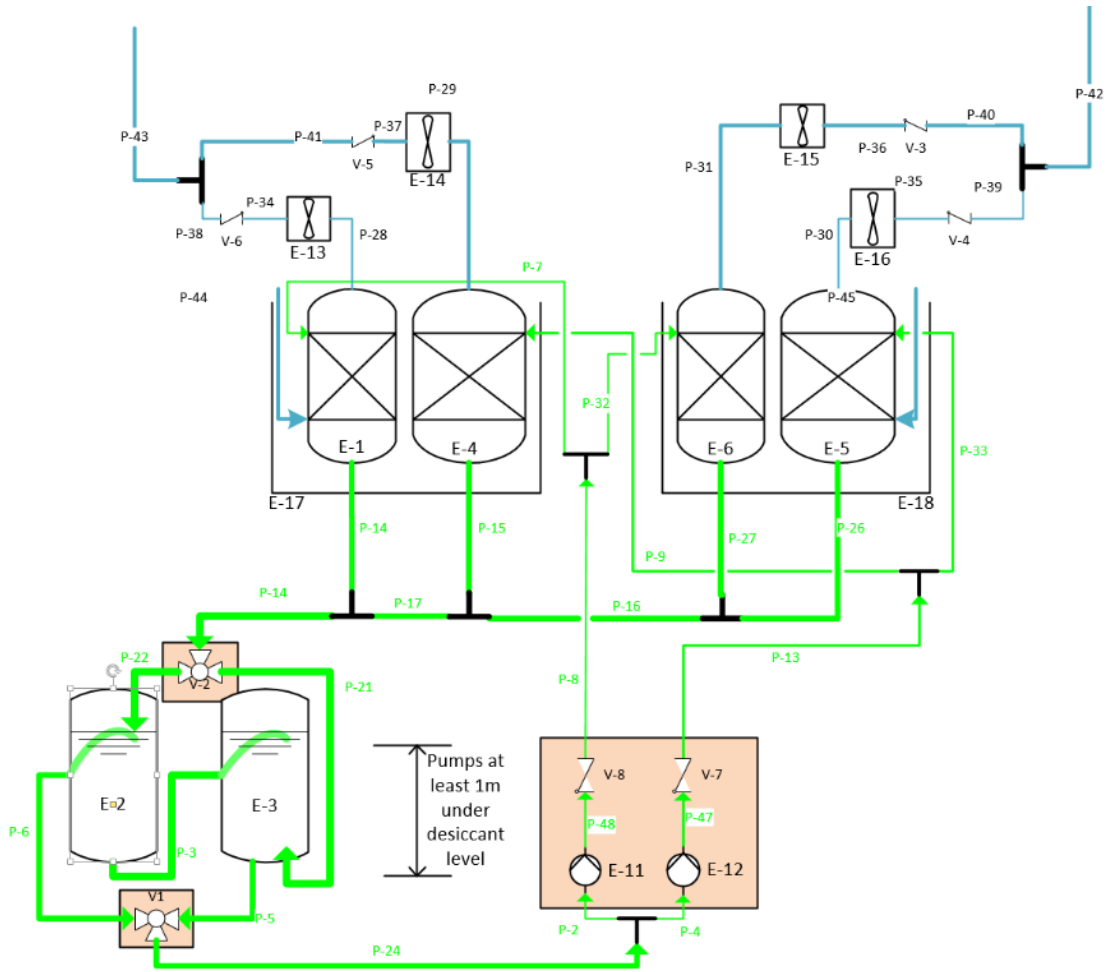 P-42
P-29
P-43
P-41
P-37
V-5
E-14
E-15
P-36
V-3
P-40
P-31
P-34
P-38
V-6
E-13
P-28
P-35
P-39
P-30
E-16
V-4
P-7
P-44
P-45
P-32
E-1
E-4
E-6
E-5
P-33
E-17
E-18
P-14
P-15
P-27
P-26
P-9
P-14
P-17
P-16
P-22
V-2
P-21
P-8
P-13
Pumps at
least 1m
under
desiccant
level
V-8
V-7
E-2
E-3
P-6
P-3
P-48
P-47
E-11
E-12
V1
P-5
P-2
P-4
P-24